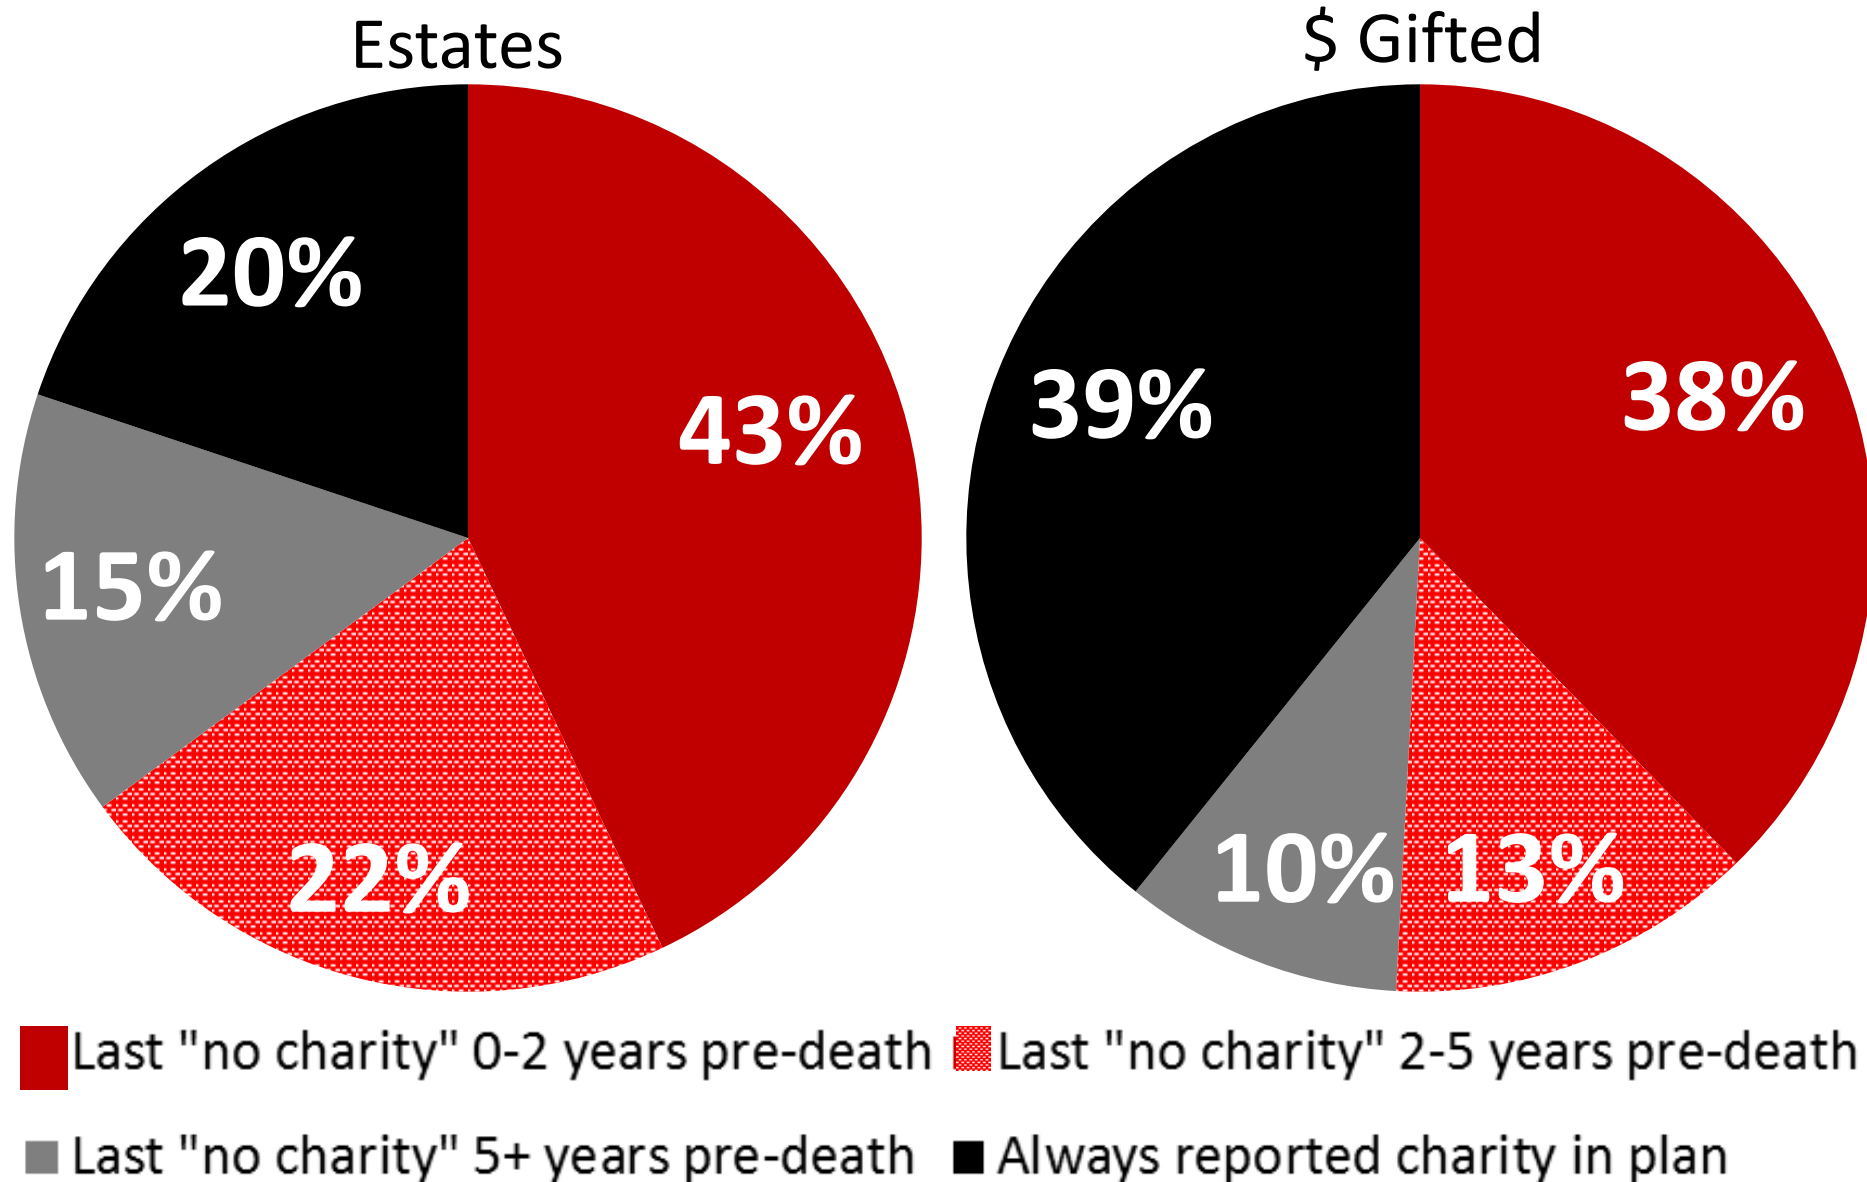 Estates
$ Gifted
20%
43%
15%
22%
39%
38%
10%
13%
Last "no charity" 0-2 years pre-death
Last "no charity" 2-5 years pre-death
Last "no charity" 5+ years pre-death
Always reported charity in plan